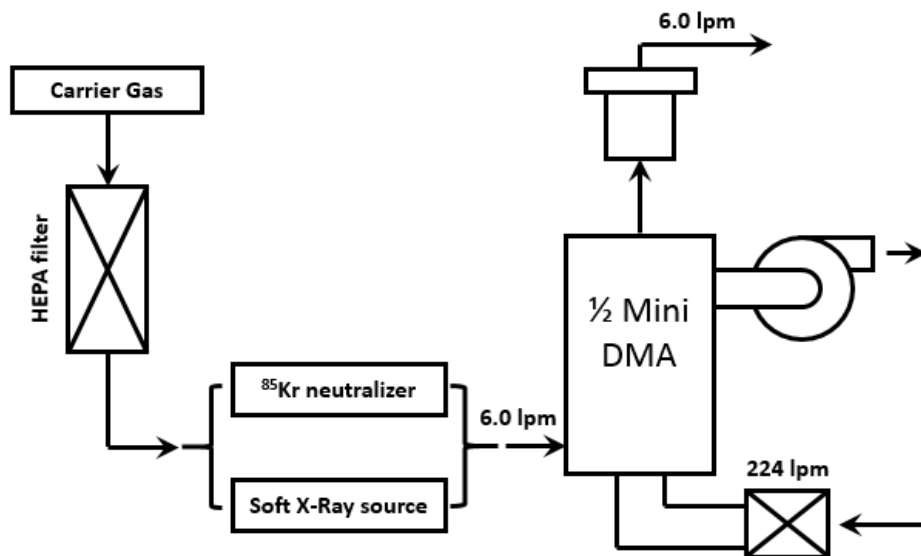 6.0 lpm
Carrier Gas
HEPA filter
½ Mini
DMA
⁸⁵Kr neutralizer
6.0 lpm
224 lpm
Soft X-Ray source